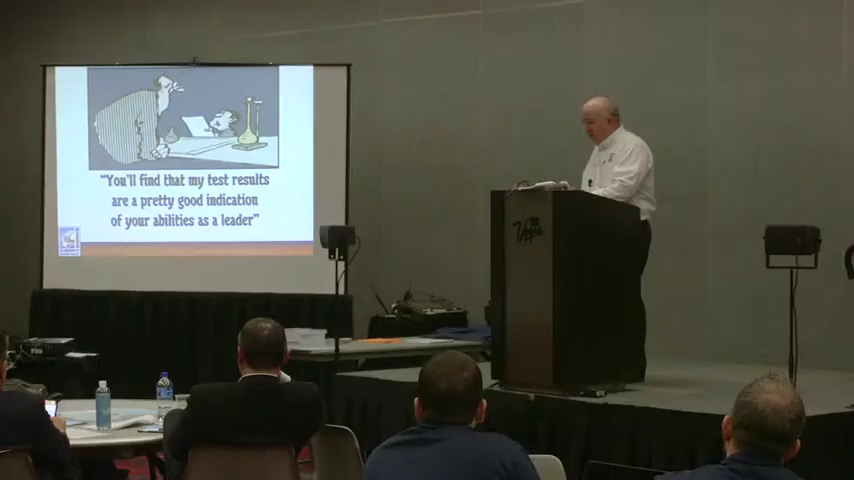 "You'll find that my test results
are a pretty good indication
of your abilities as a leader"
Vegas